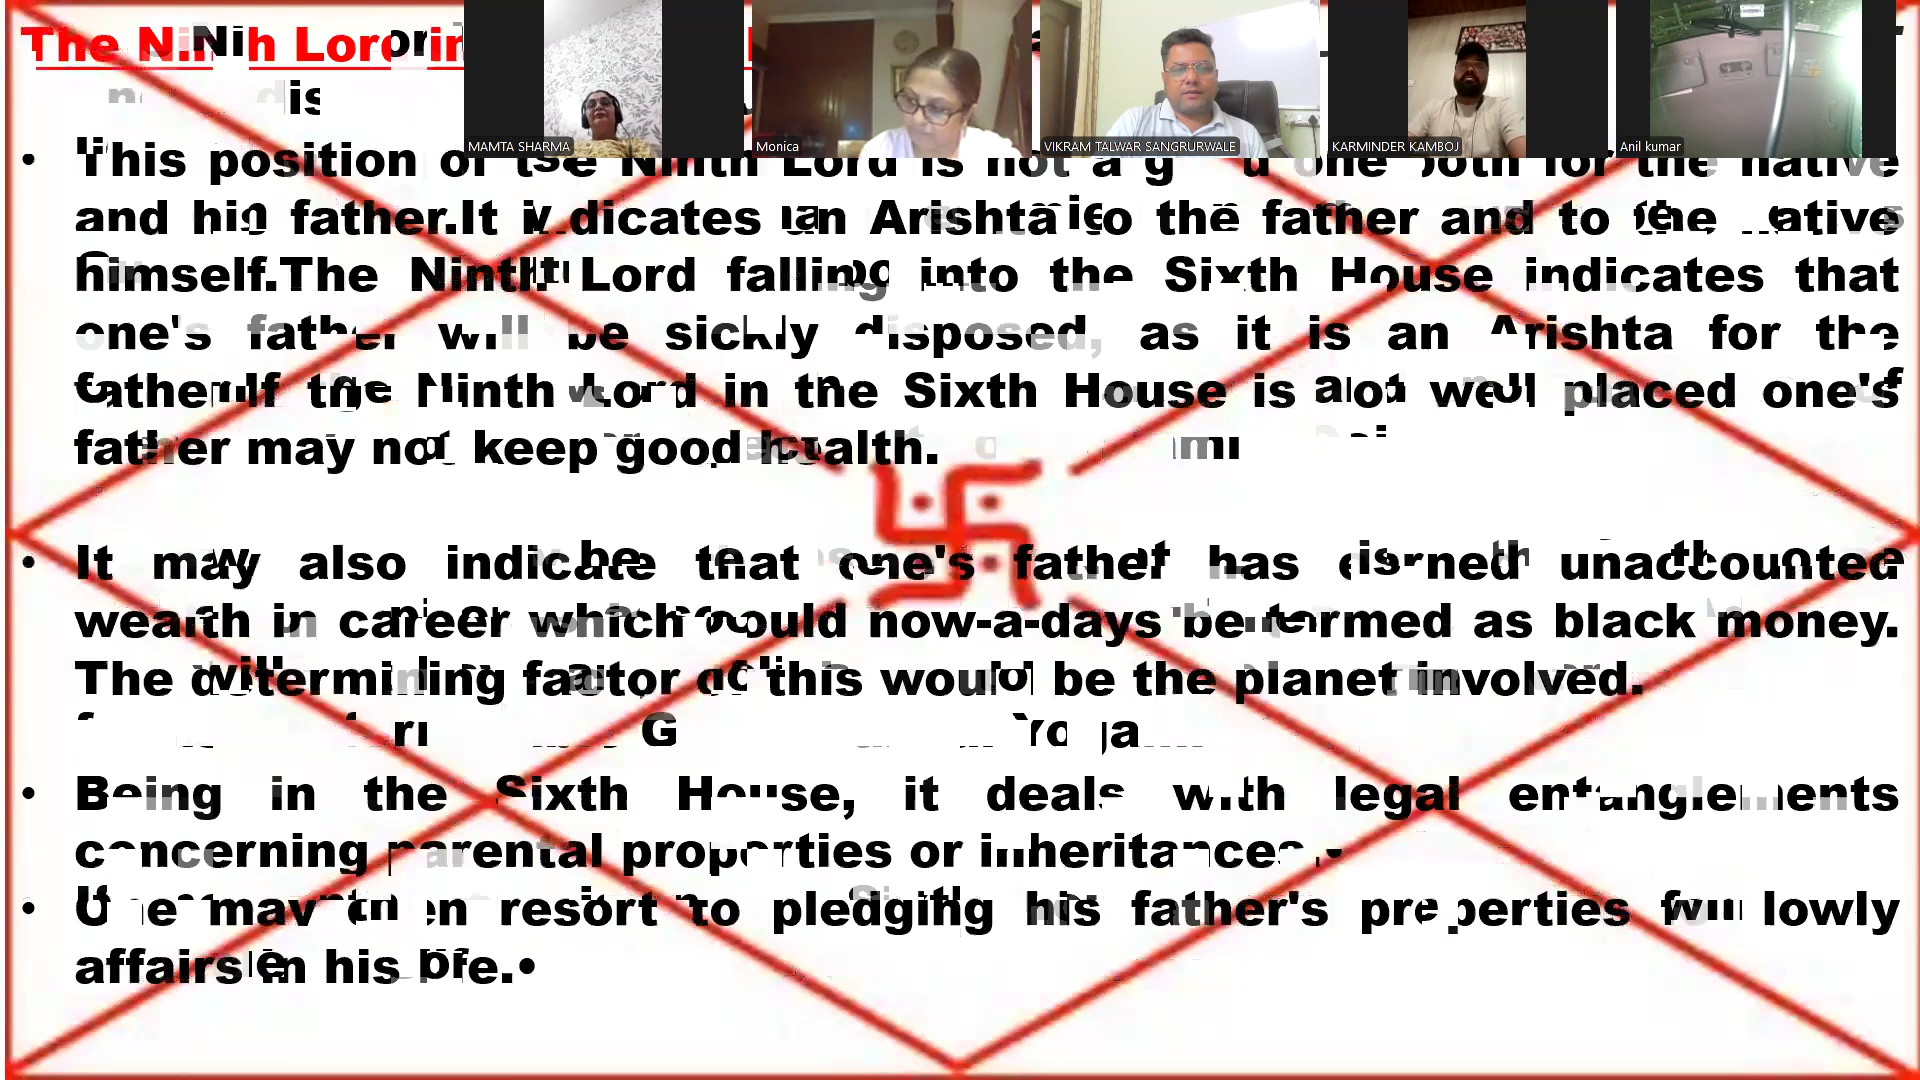 The Ninth Lord in
MAMTA SHARMA
Monica
VIKRAM TALWAR SANGRURWALE
KARMINDER KAMBOJ
Anil kumar
• This position of the Ninth Lord is not a one both for the native
and his father.It indicates an Arishta to the father and to the native
himself.The Ninth Lord falling into the Sixth House indicates that
one's father will be sickly disposed, as it is an Arishta for the
father.If the Ninth Lord in the Sixth House is well placed one's
father may not keep good health.
• It may also indicate that one's father has earned unaccounted
wealth in career which would now-a-days be termed as black money.
The determining factor of this would be the planet involved.
• Being in the Sixth House, it deals with legal entanglements
concerning parental properties or inheritances.
• One may even resort to pledging his father's properties lowly
affairs in his life.•